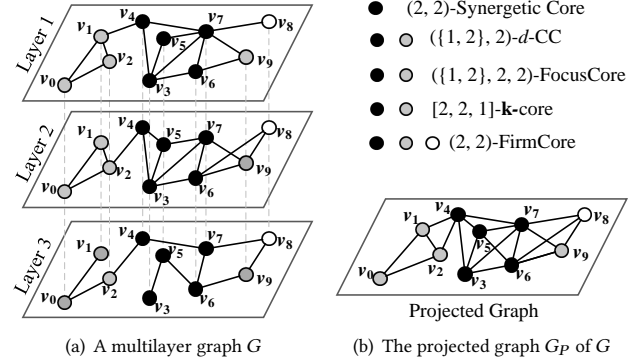 Layer 1
v4
v1
v5
v7
v8
v0
v2
v3
v6
v9
Layer 2
v4
v1
v5
v7
v8
v0
v2
v3
v6
v9
Layer 3
v4
v1
v5
v7
v8
v0
v2
v3
v6
v9
(a) A multilayer graph G
(2, 2)-Synergetic Core
({1, 2}, 2)-d-CC
({1, 2}, 2, 2)-FocusCore
[2, 2, 1]-k-core
(2, 2)-FirmCore
v4
v1
v5
v7
v8
v0
v2
v3
v6
v9
Projected Graph
(b) The projected graph GP of G